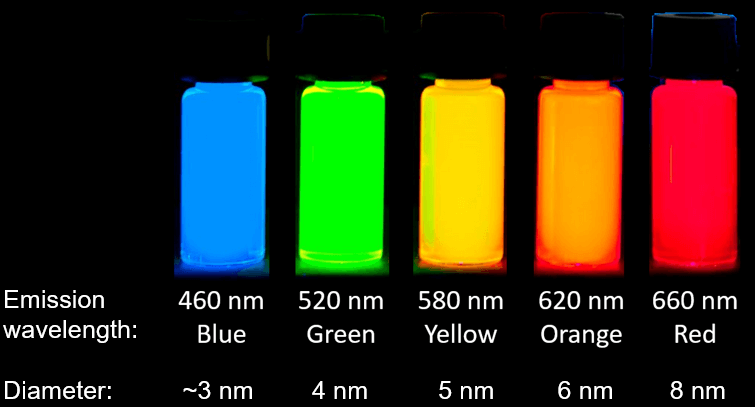 Emission wavelength: 460 nm 520 nm 580 nm 620 nm 660 nm
Blue Green Yellow Orange Red
Diameter: ~3 nm 4 nm 5 nm 6 nm 8 nm